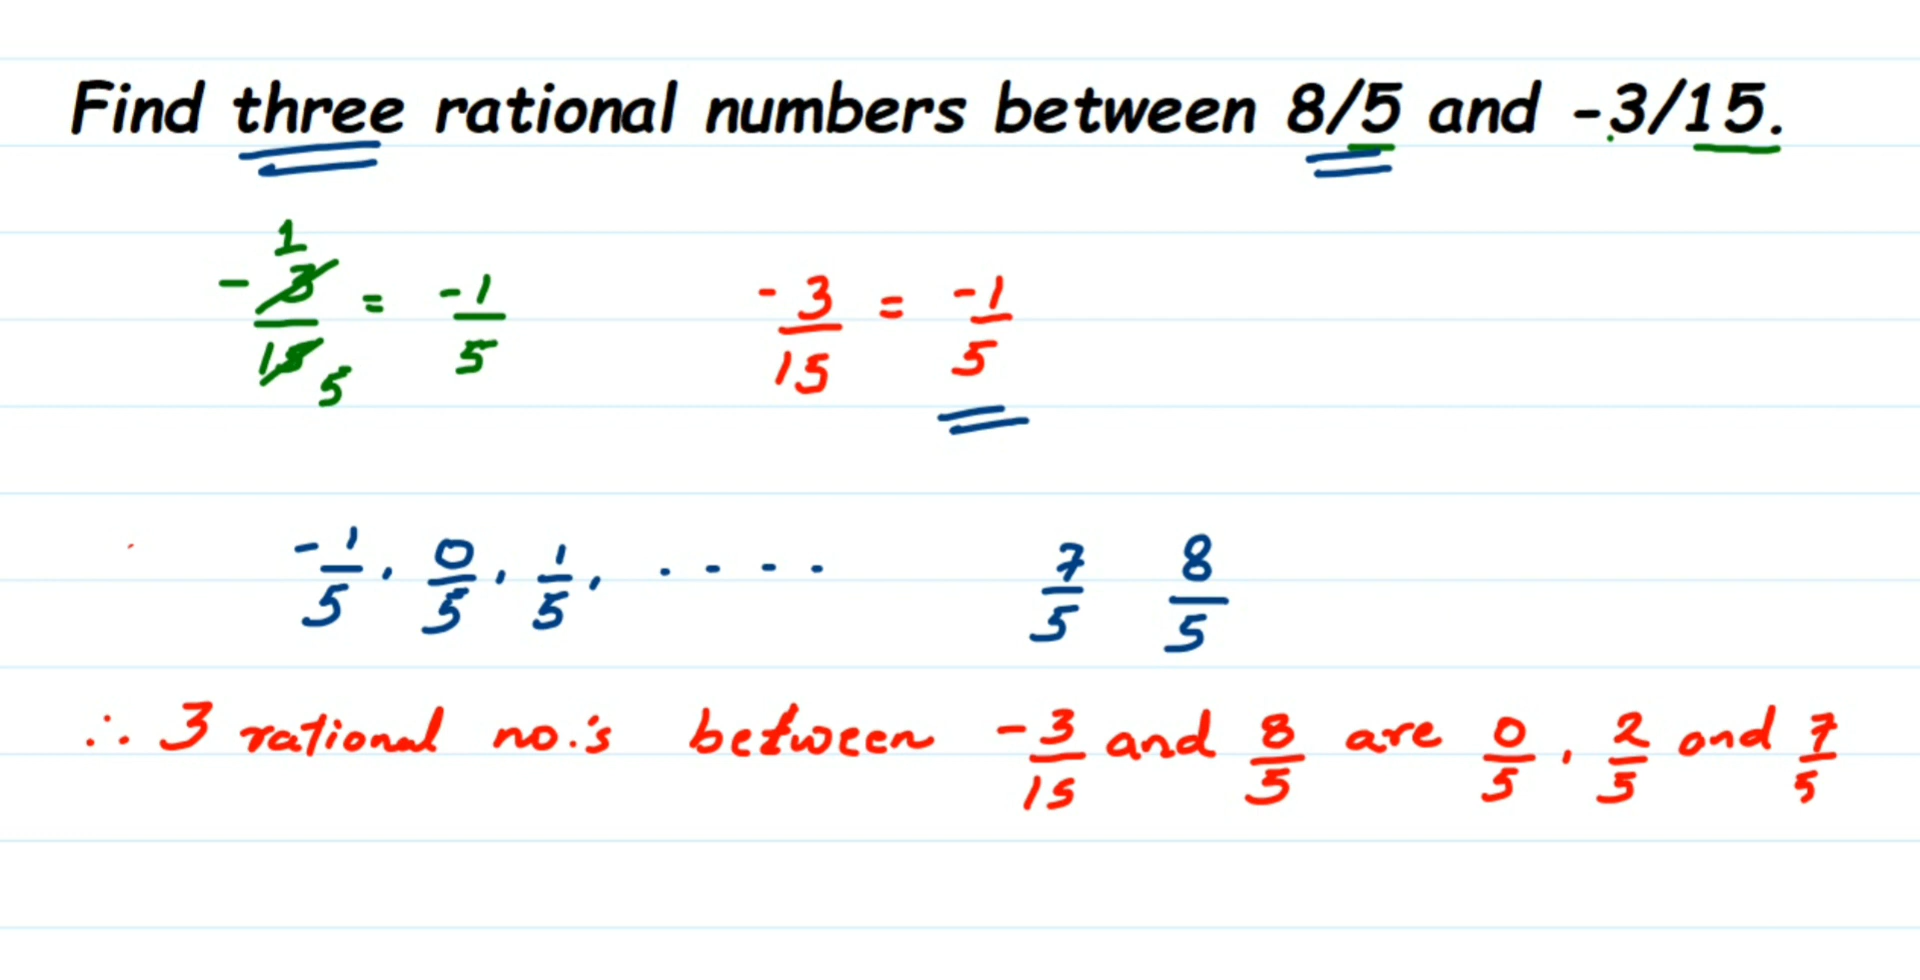 Find three rational numbers between 8/5 and -3/15.
-3/15 1 5 = -1/5 -3/15 = -1/5
-1/5, 0/5, 1/5, .... 7/5 8/5
∴ 3 rational no.'s between -3/15 and 8/5 are 0/5, 2/5 and 7/5